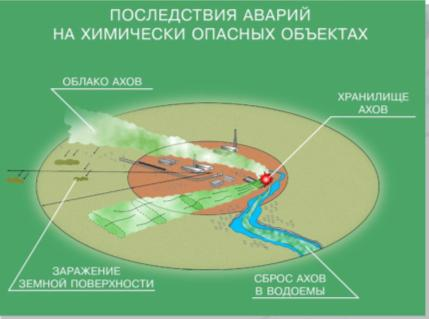 ПОСЛЕДСТВИЯ АВАРИЙ
НА ХИМИЧЕСКИ ОПАСНЫХ ОБЪЕКТАХ
ОБЛАКО АХОВ
ХРАНИЛИЩЕ
АХОВ
ЗАРАЖЕНИЕ
ЗЕМНОЙ ПОВЕРХНОСТИ
СБРОС АХОВ
В ВОДОЕМЫ